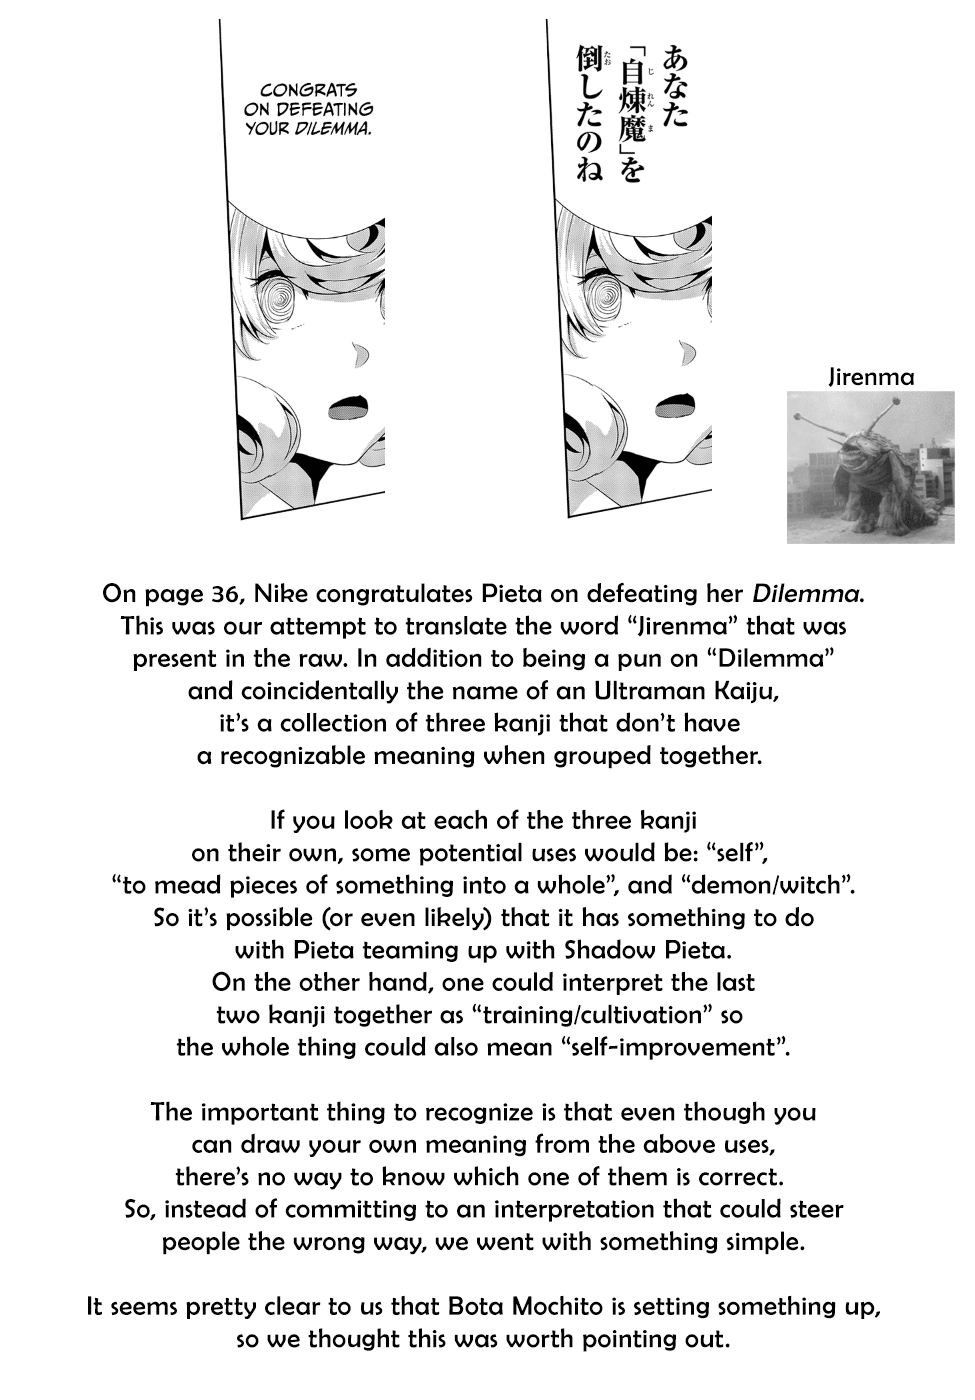 CONGRATS
ON DEFEATING
YOUR DILEMMA.
あなた
「自煉魔」を
じれんま
倒したのね
たお
Jirenma
On page 36, Nike congratulates Pieta on defeating her Dilemma.
This was our attempt to translate the word “Jirenma” that was
present in the raw. In addition to being a pun on “Dilemma”
and coincidentally the name of an Ultraman Kaiju,
it’s a collection of three kanji that don’t have
a recognizable meaning when grouped together.
If you look at each of the three kanji
on their own, some potential uses would be: “self”,
“to mead pieces of something into a whole”, and “demon/witch”.
So it’s possible (or even likely) that it has something to do
with Pieta teaming up with Shadow Pieta.
On the other hand, one could interpret the last
two kanji together as “training/cultivation” so
the whole thing could also mean “self-improvement”.
The important thing to recognize is that even though you
can draw your own meaning from the above uses,
there’s no way to know which one of them is correct.
So, instead of committing to an interpretation that could steer
people the wrong way, we went with something simple.
It seems pretty clear to us that Bota Mochito is setting something up,
so we thought this was worth pointing out.